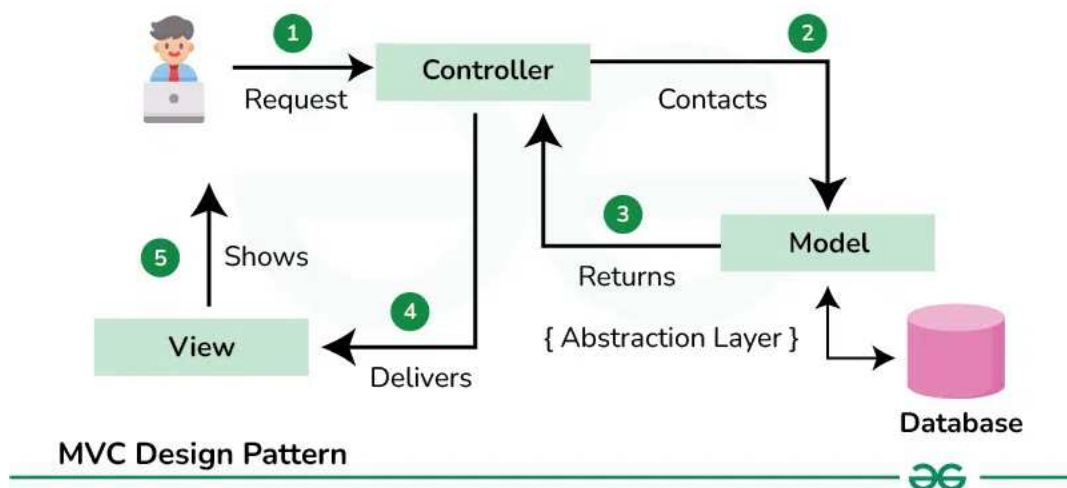 1
2
Controller
Request
Contacts
3
Model
5
Shows
Returns
4
View
{ Abstraction Layer }
Delivers
Database
MVC Design Pattern